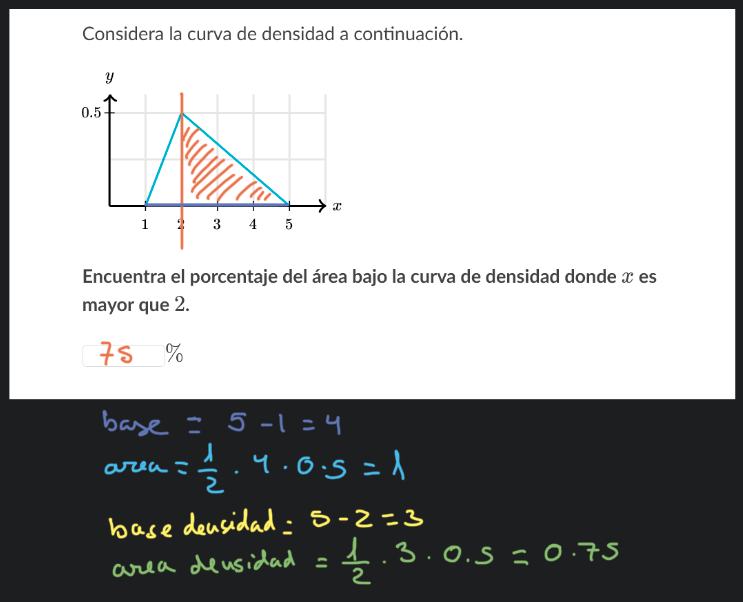 Considera la curva de densidad a continuación.
y
0.5
x
1 2 3 4 5
Encuentra el porcentaje del área bajo la curva de densidad donde x es
mayor que 2.
75 %
base = 5 - 1 = 4
area = 1/2 . 4 . 0.5 = 1
base densidad = 5 - 2 = 3
area densidad = 1/2 . 3 . 0.5 = 0.75